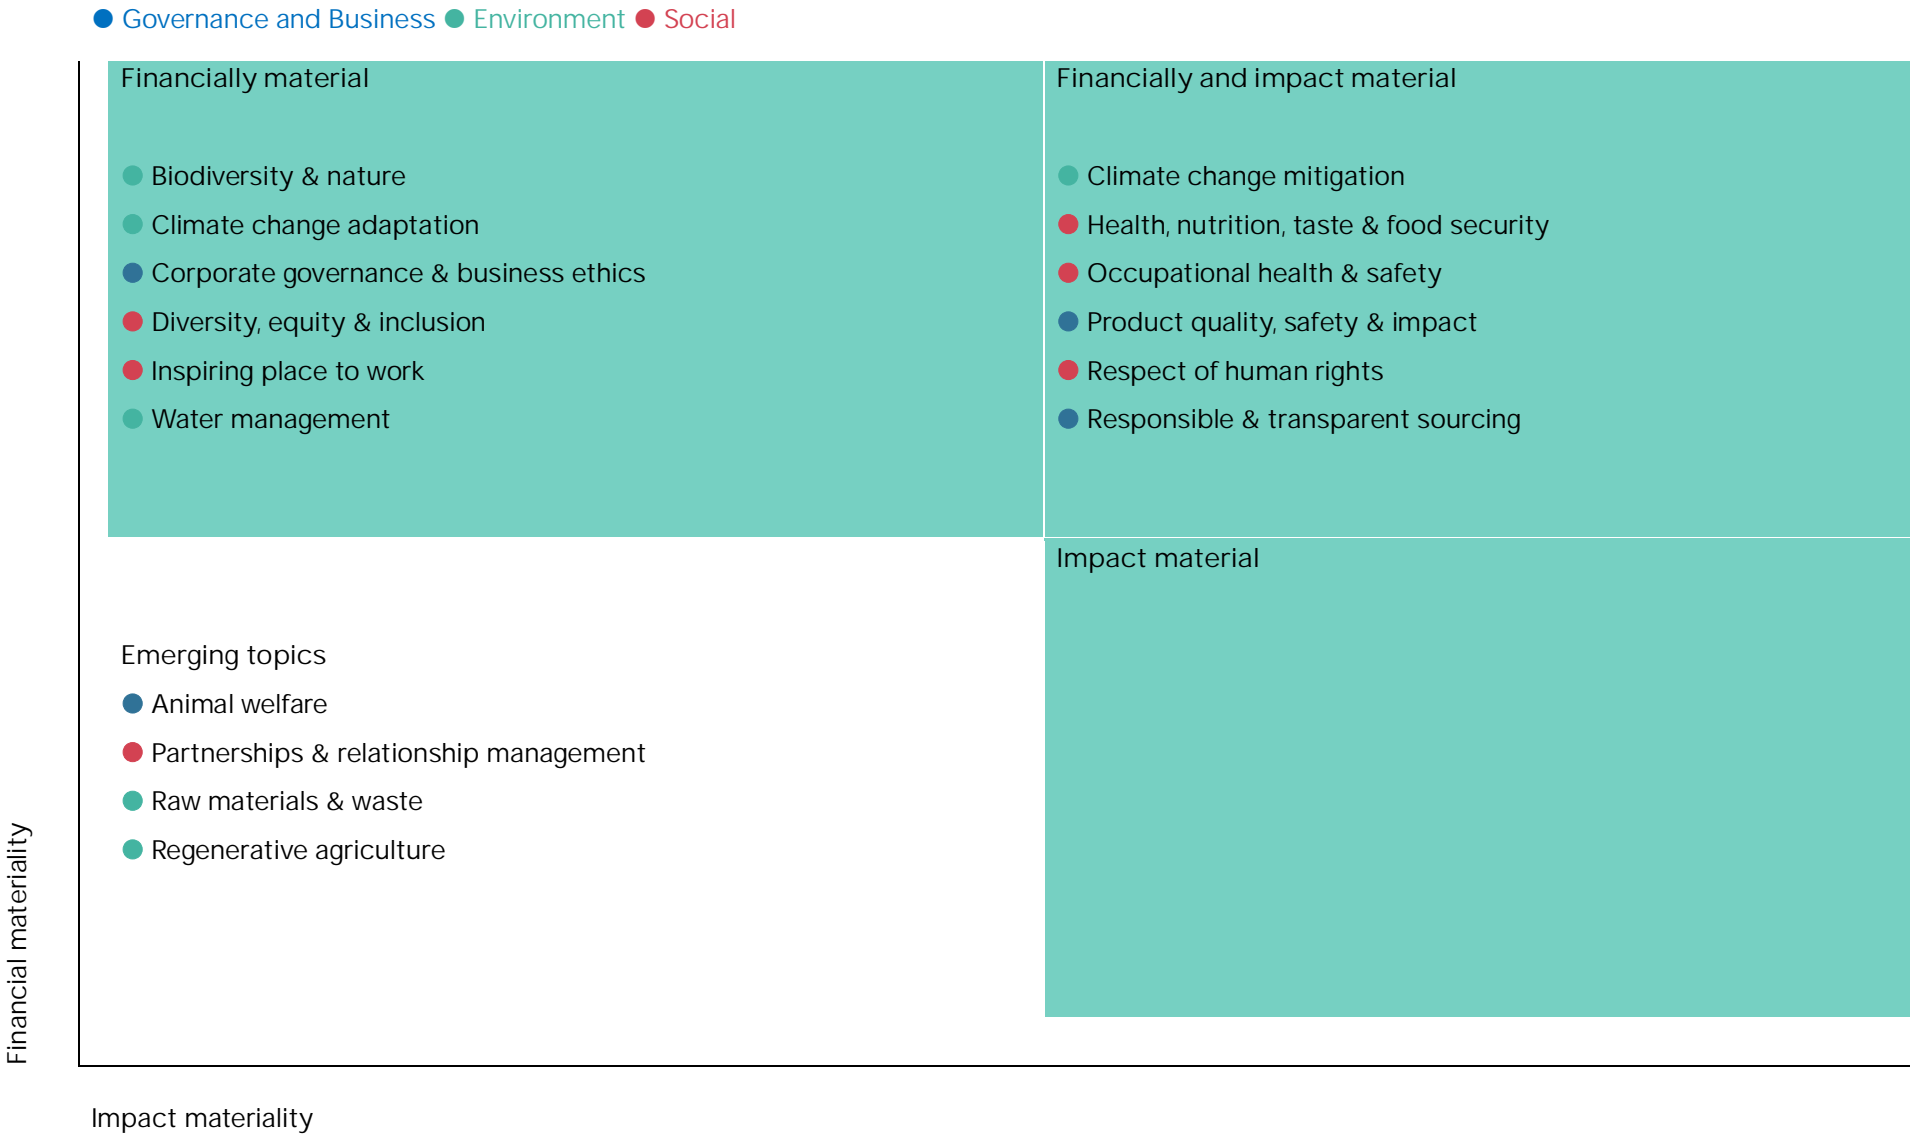 Governance and Business Environment Social
Financially material
Biodiversity & nature
Climate change adaptation
Corporate governance & business ethics
Diversity, equity & inclusion
Inspiring place to work
Water management
Financially and impact material
Climate change mitigation
Health, nutrition, taste & food security
Occupational health & safety
Product quality, safety & impact
Respect of human rights
Responsible & transparent sourcing
Emerging topics
Animal welfare
Partnerships & relationship management
Raw materials & waste
Regenerative agriculture
Impact material
Financial materiality
Impact materiality